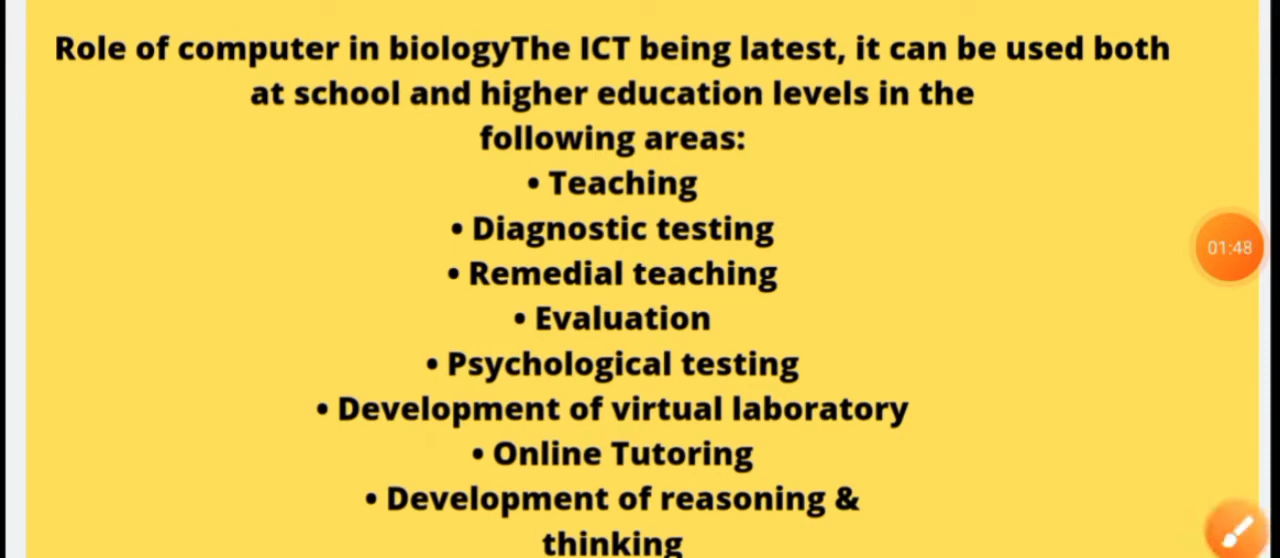 Role of computer in biologyThe ICT being latest, it can be used both
at school and higher education levels in the
following areas:
• Teaching
• Diagnostic testing
• Remedial teaching
• Evaluation
• Psychological testing
• Development of virtual laboratory
• Online Tutoring
• Development of reasoning &
thinking
01:48